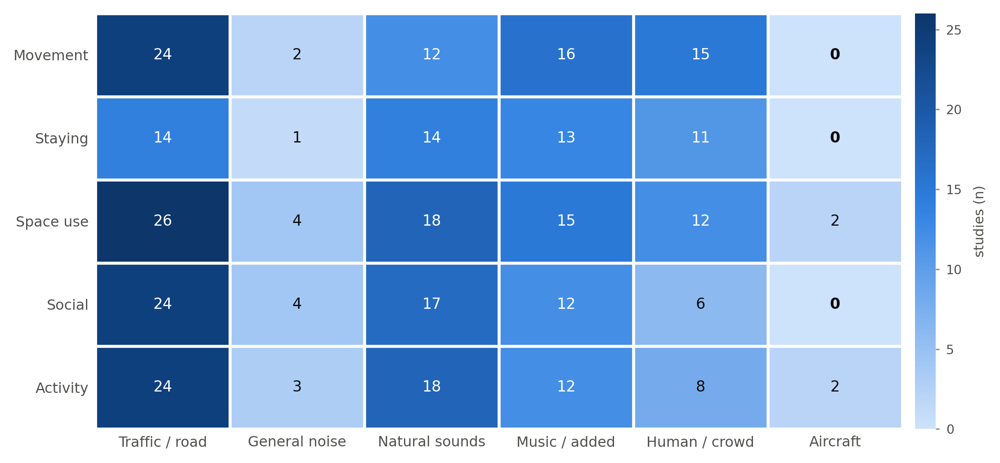 Movement 24 2 12 16 15 0
Staying 14 1 14 13 11 0
Space use 26 4 18 15 12 2
Social 24 4 17 12 6 0
Activity 24 3 18 12 8 2
Traffic / road General noise Natural sounds Music / added Human / crowd Aircraft
25
20
15
10
5
0
studies (n)